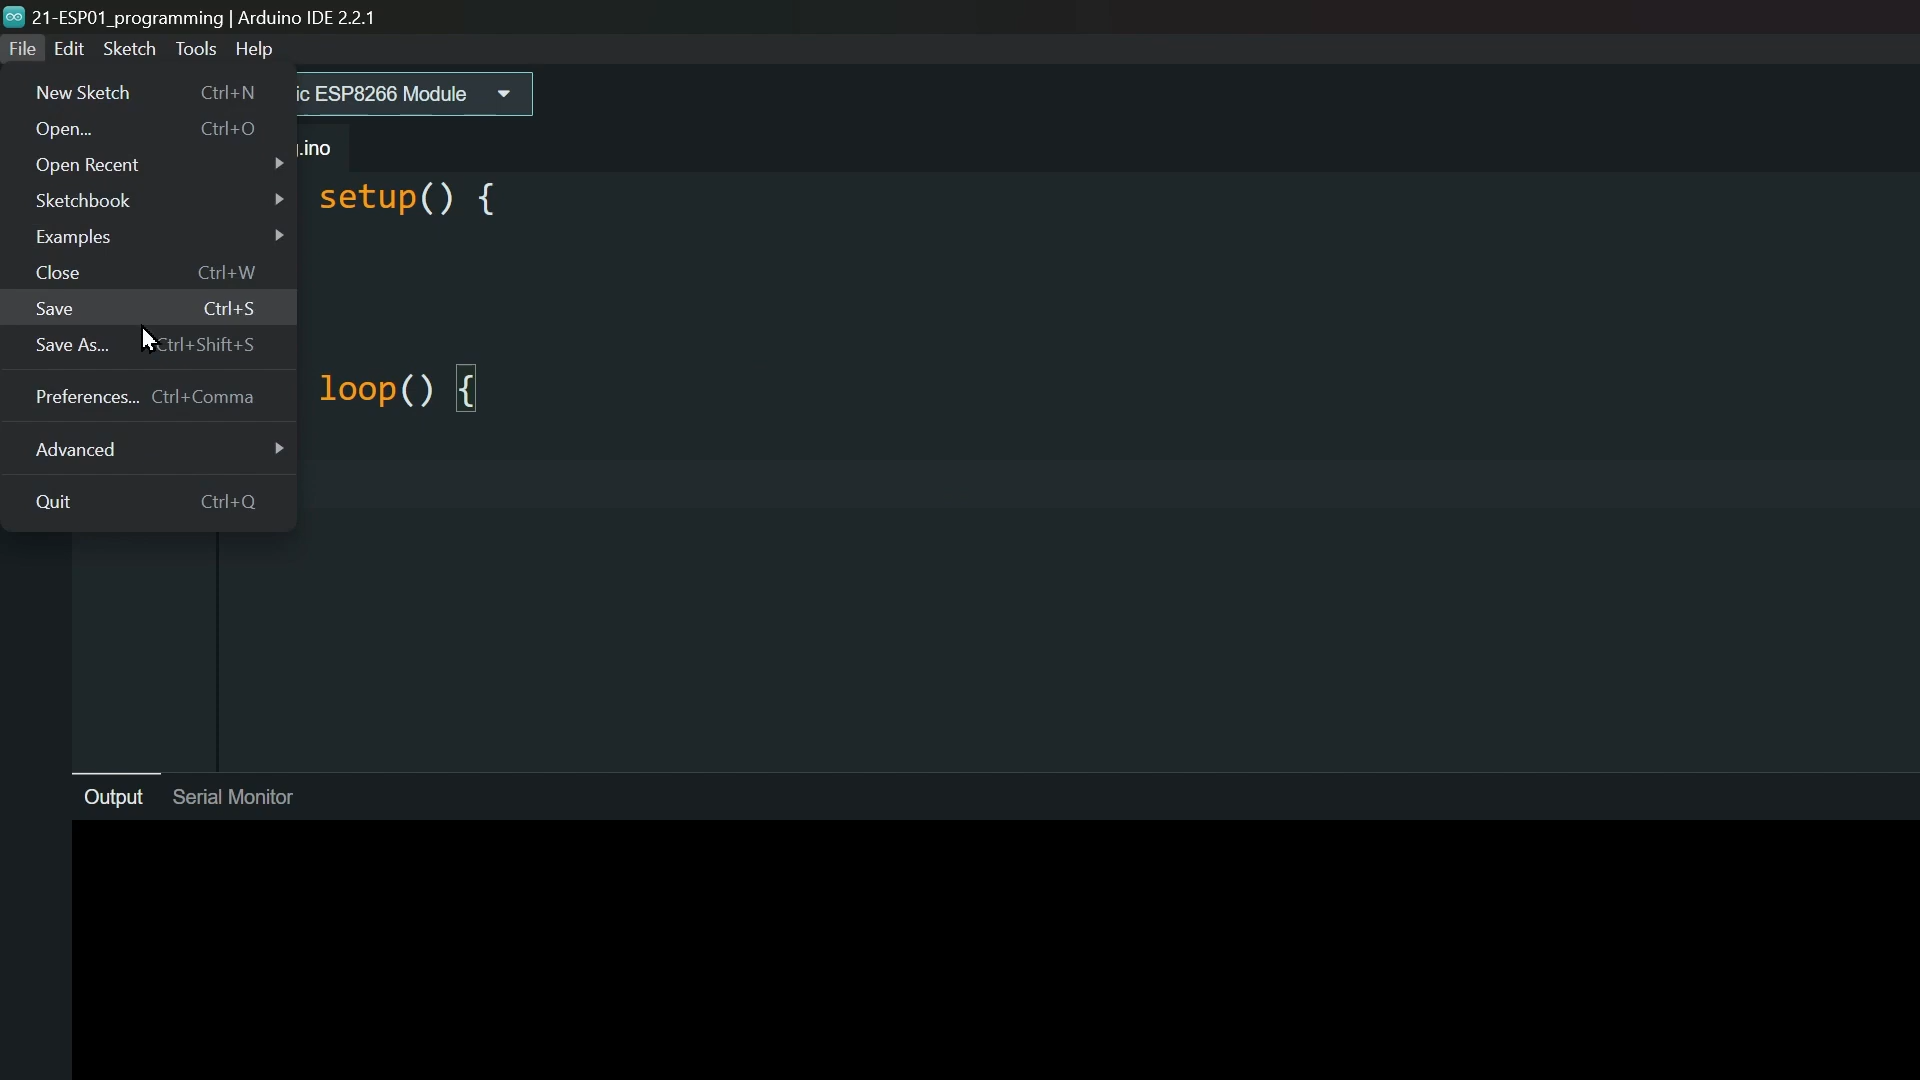 21-ESP01_programming | Arduino IDE 2.2.1
File Edit Sketch Tools Help
New Sketch Ctrl+N
ic ESP8266 Module
Open... Ctrl+O
.ino
Open Recent
Sketchbook
setup() {
Examples
Close Ctrl+W
Save Ctrl+S
Save As... Ctrl+Shift+S
Preferences... Ctrl+Comma
loop() {
Advanced
Quit Ctrl+Q
Output Serial Monitor